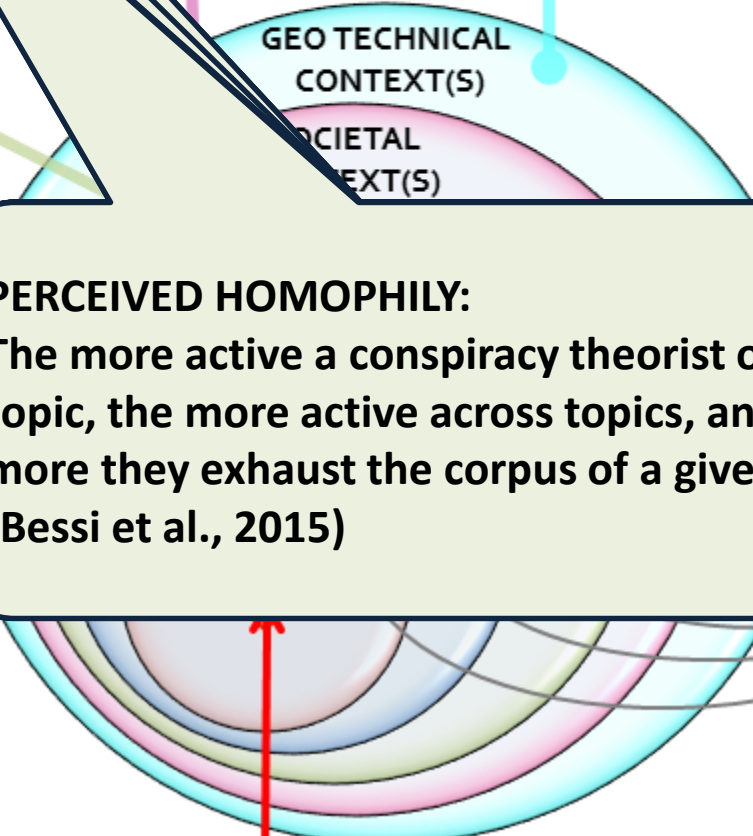 GEO TECHNICAL
CONTEXT(S)
OCIETAL
EXT(S)
PERCEIVED HOMOPHILY:
The more active a conspiracy theorist o
opic, the more active across topics, an
more they exhaust the corpus of a give
(Bessi et al., 2015)